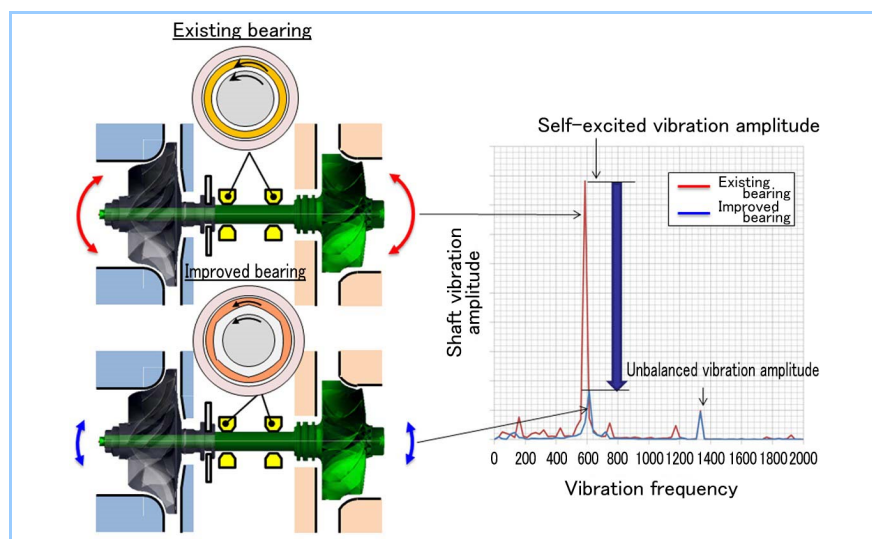 Existing bearing
Improved bearing
Self-excited vibration amplitude
Existing
bearing
Improved
bearing
Shaft vibration
amplitude
Unbalanced vibration amplitude
0 200 400 600 800 1000 1200 1400 1600 1800 2000
Vibration frequency